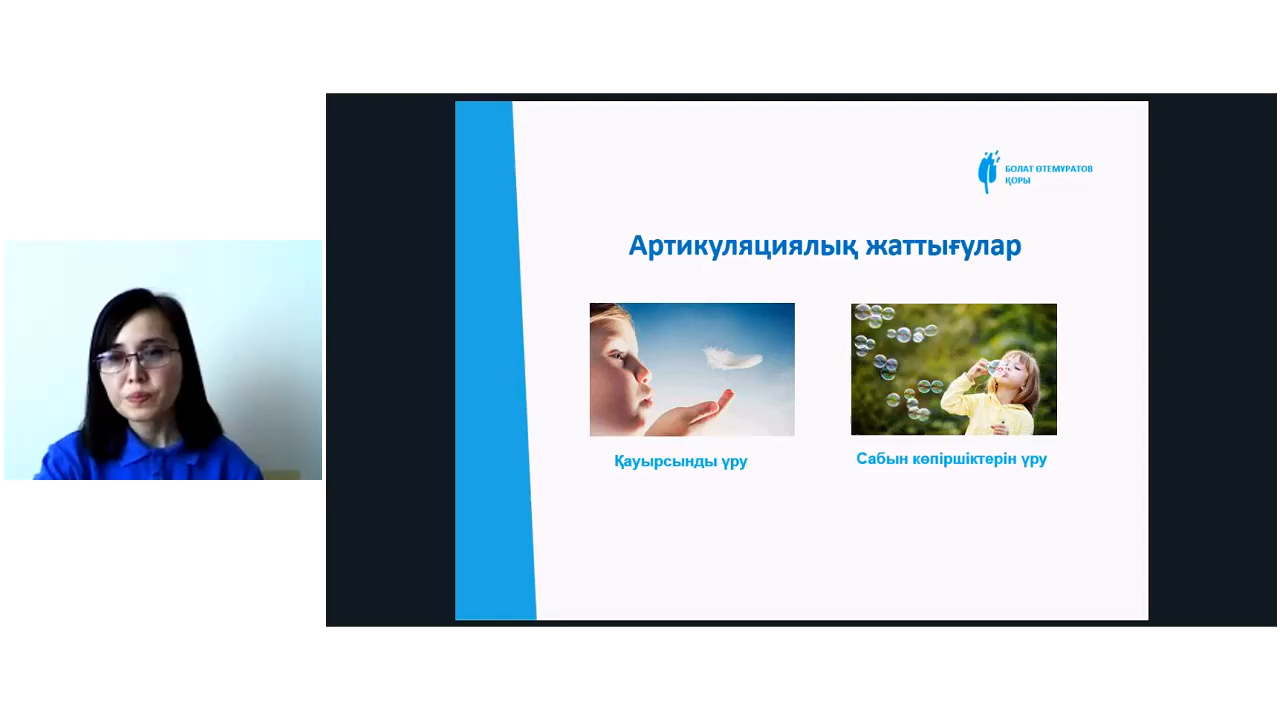 БОЛАТ ӨТЕМҰРАТОВ
ҚОРЫ
Артикуляциялық жаттығулар
Қауырсынды үру
Сабын көпіршіктерін үру